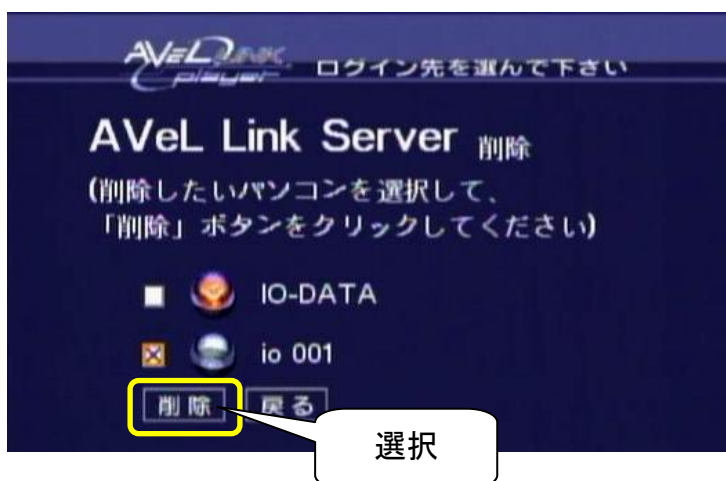 AVeL Link player
ログイン先を選んで下さい
AVeL Link Server 削除
(削除したいパソコンを選択して、
「削除」ボタンをクリックしてください)
IO-DATA
io 001
削除 戻る
選択